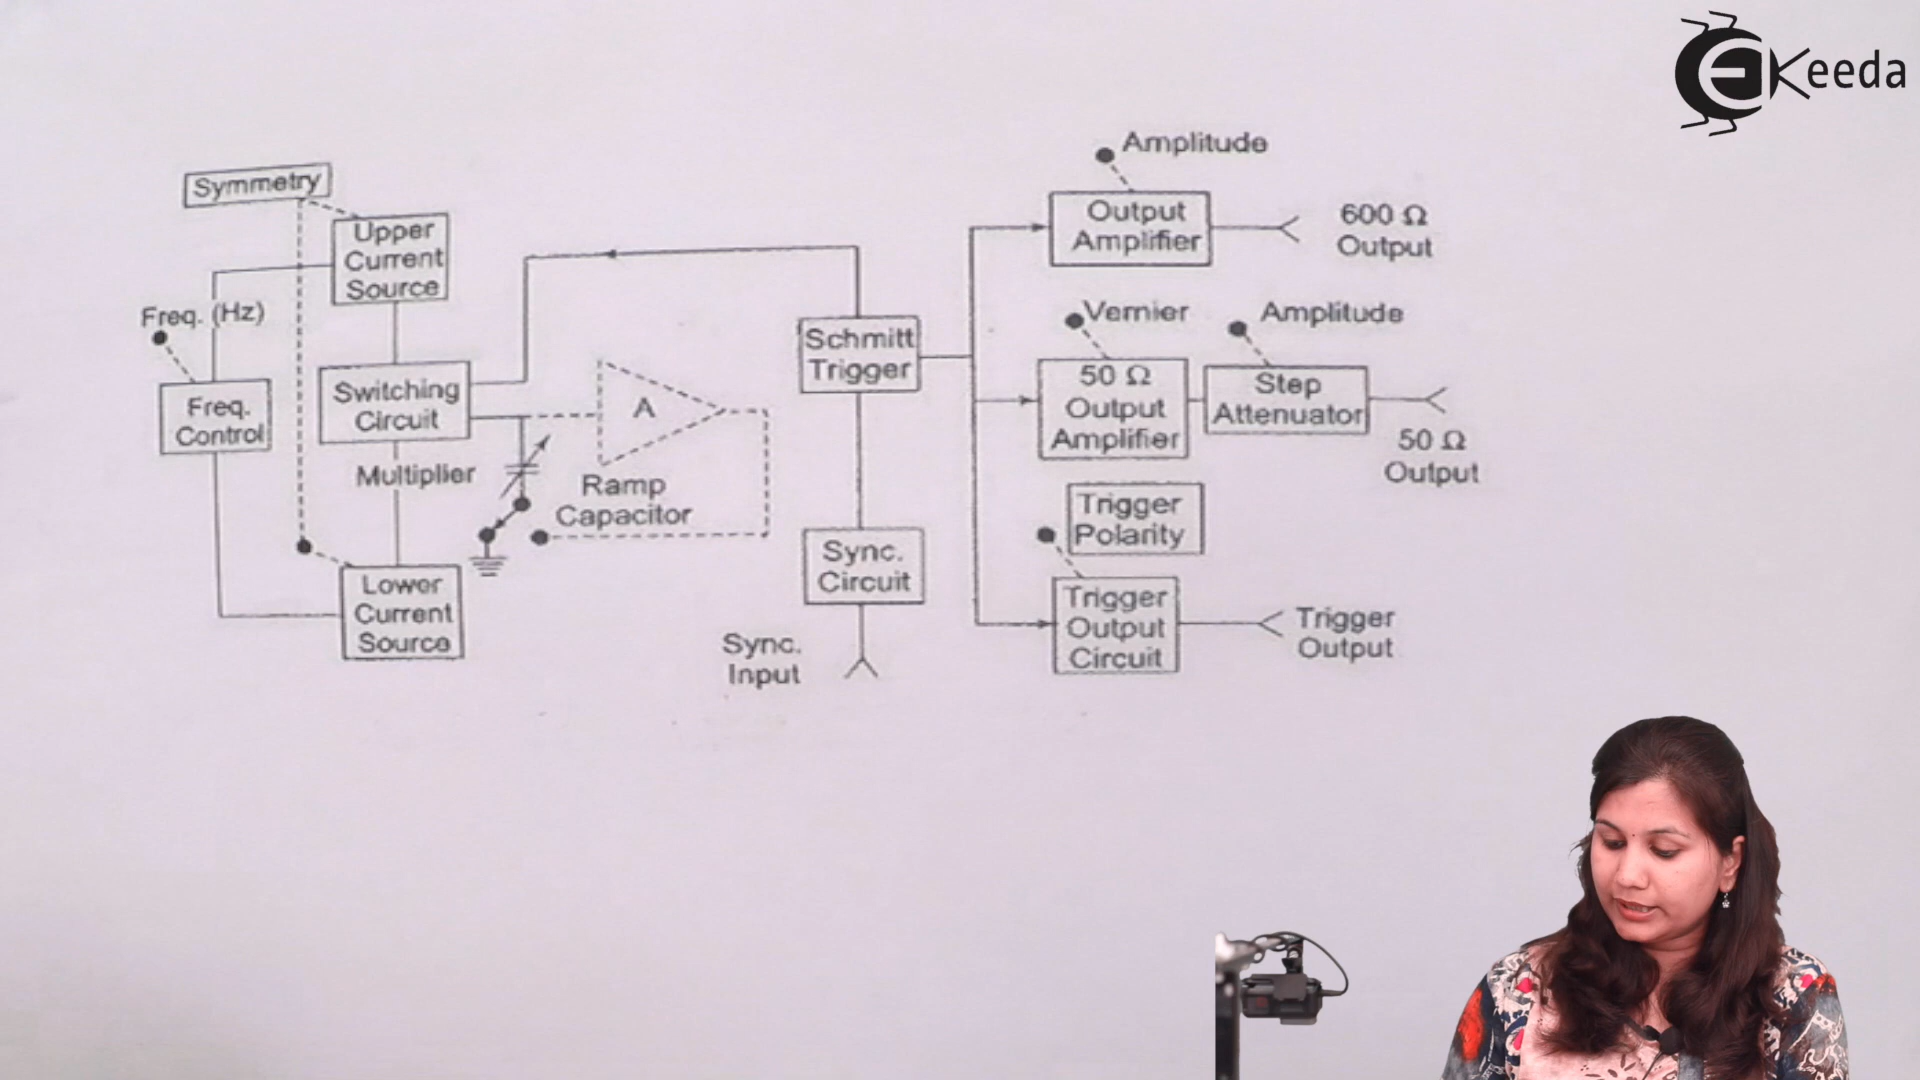 EKeeda
Symmetry
Upper
Current
Source
Freq. (Hz)
Freq.
Control
Switching
Circuit
Multiplier
A
Ramp
Capacitor
Lower
Current
Source
Schmitt
Trigger
Sync.
Circuit
Sync.
Input
Amplitude
Output
Amplifier
600 Ω
Output
Vernier
50 Ω
Output
Amplifier
Amplitude
Step
Attenuator
50 Ω
Output
Trigger
Polarity
Trigger
Output
Circuit
Trigger
Output